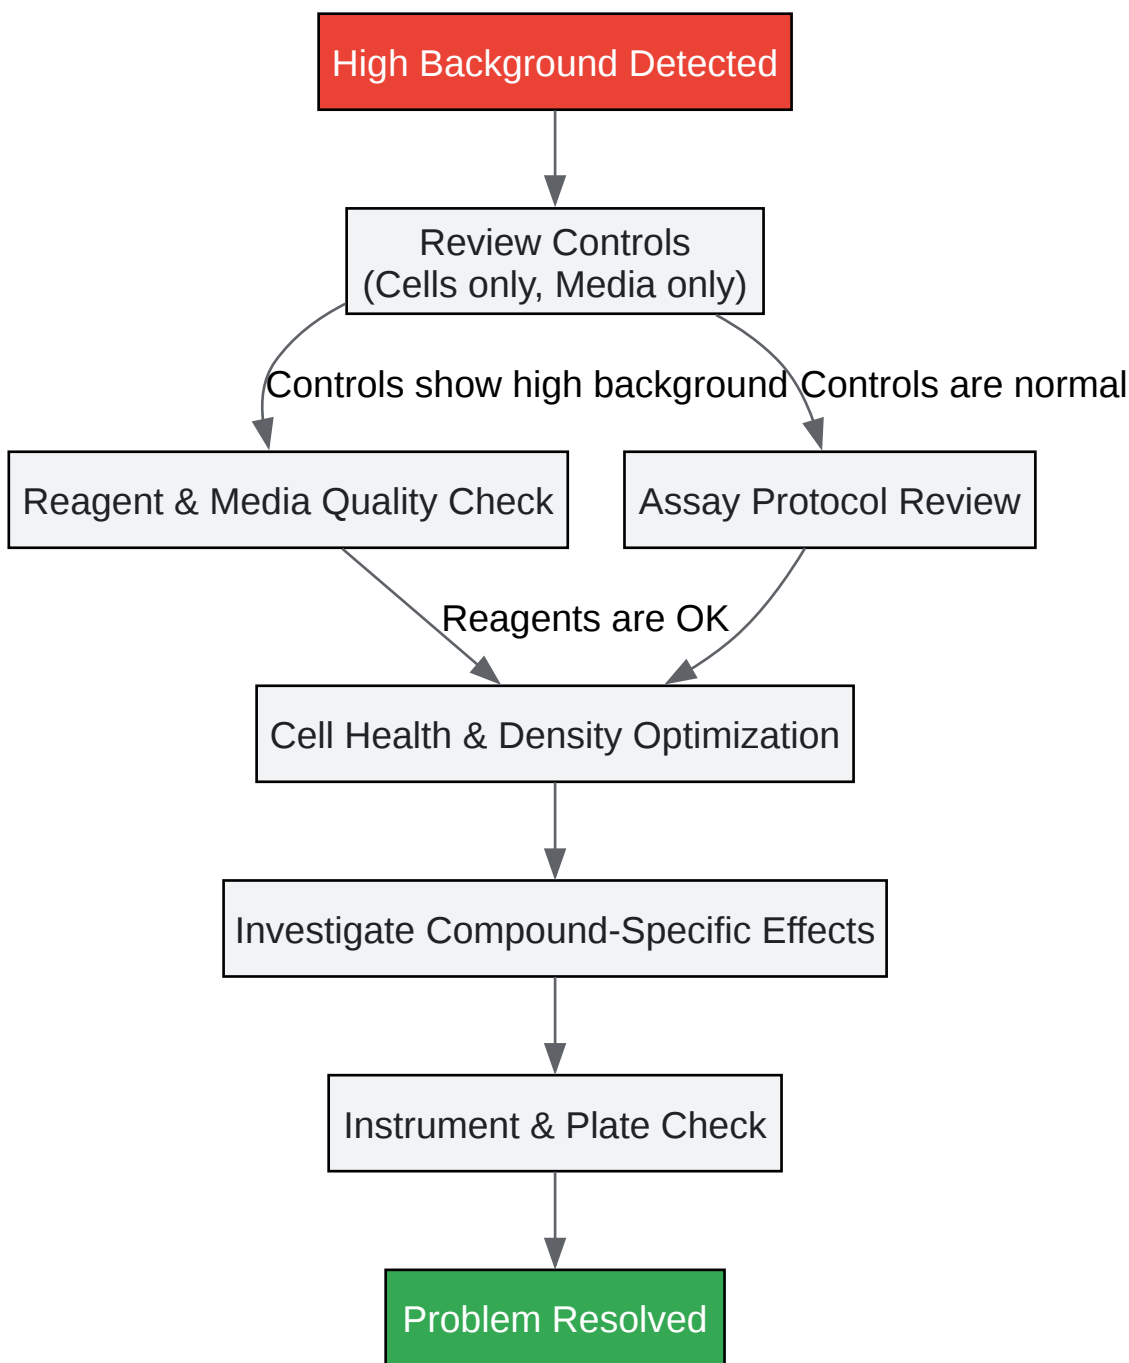 High Background Detected
Review Controls
(Cells only, Media only)
Controls show high background
Controls are normal
Reagent & Media Quality Check
Assay Protocol Review
Reagents are OK
Cell Health & Density Optimization
Investigate Compound-Specific Effects
Instrument & Plate Check
Problem Resolved